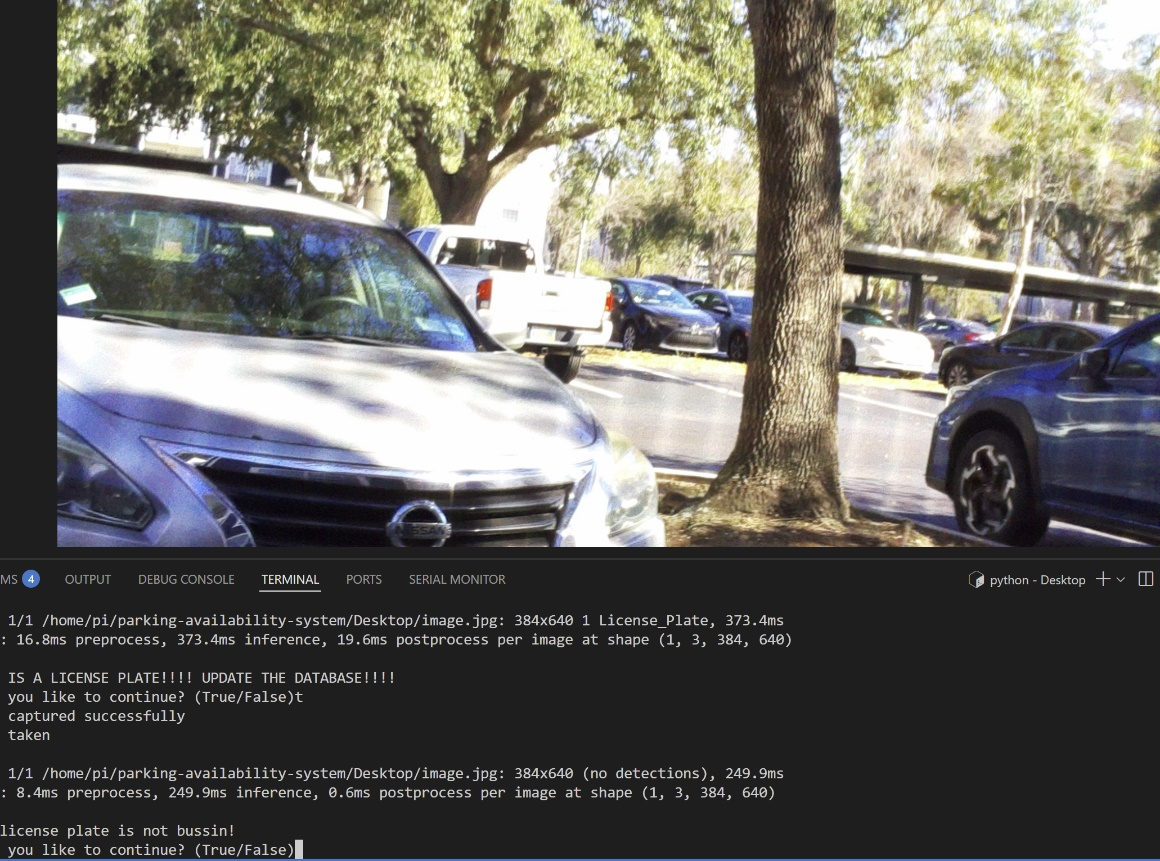 NISSAN
MS 4 OUTPUT DEBUG CONSOLE TERMINAL PORTS SERIAL MONITOR python - Desktop
1/1 /home/pi/parking-availability-system/Desktop/image.jpg: 384x640 1 License_Plate, 373.4ms
: 16.8ms preprocess, 373.4ms inference, 19.6ms postprocess per image at shape (1, 3, 384, 640)
IS A LICENSE PLATE!!!! UPDATE THE DATABASE!!!!
you like to continue? (True/False)t
captured successfully
taken
1/1 /home/pi/parking-availability-system/Desktop/image.jpg: 384x640 (no detections), 249.9ms
: 8.4ms preprocess, 249.9ms inference, 0.6ms postprocess per image at shape (1, 3, 384, 640)
license plate is not bussin!
you like to continue? (True/False)